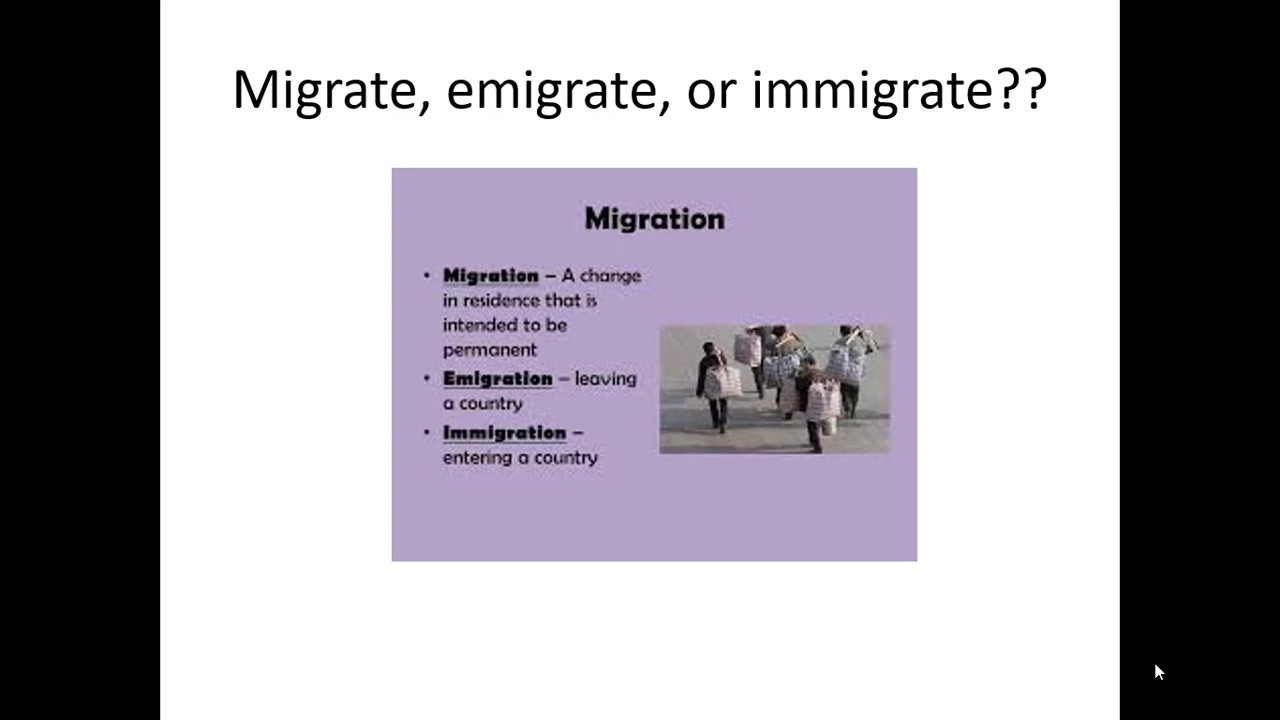 Migrate, emigrate, or immigrate??
Migration
• Migration – A change
in residence that is
intended to be
permanent
• Emigration – leaving
a country
• Immigration –
entering a country